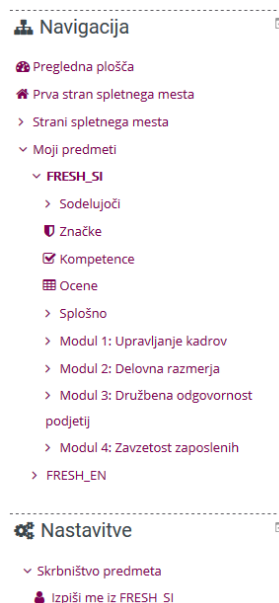 Navigacija
Pregledna plošča
Prva stran spletnega mesta
Strani spletnega mesta
Moji predmeti
FRESH_SI
Sodelujoči
Značke
Kompetence
Ocene
Splošno
Modul 1: Upravljanje kadrov
Modul 2: Delovna razmerja
Modul 3: Družbena odgovornost
podjetij
Modul 4: Zavzetost zaposlenih
FRESH_EN
Nastavitve
Skrbništvo predmeta
Izpiši me iz FRESH_SI